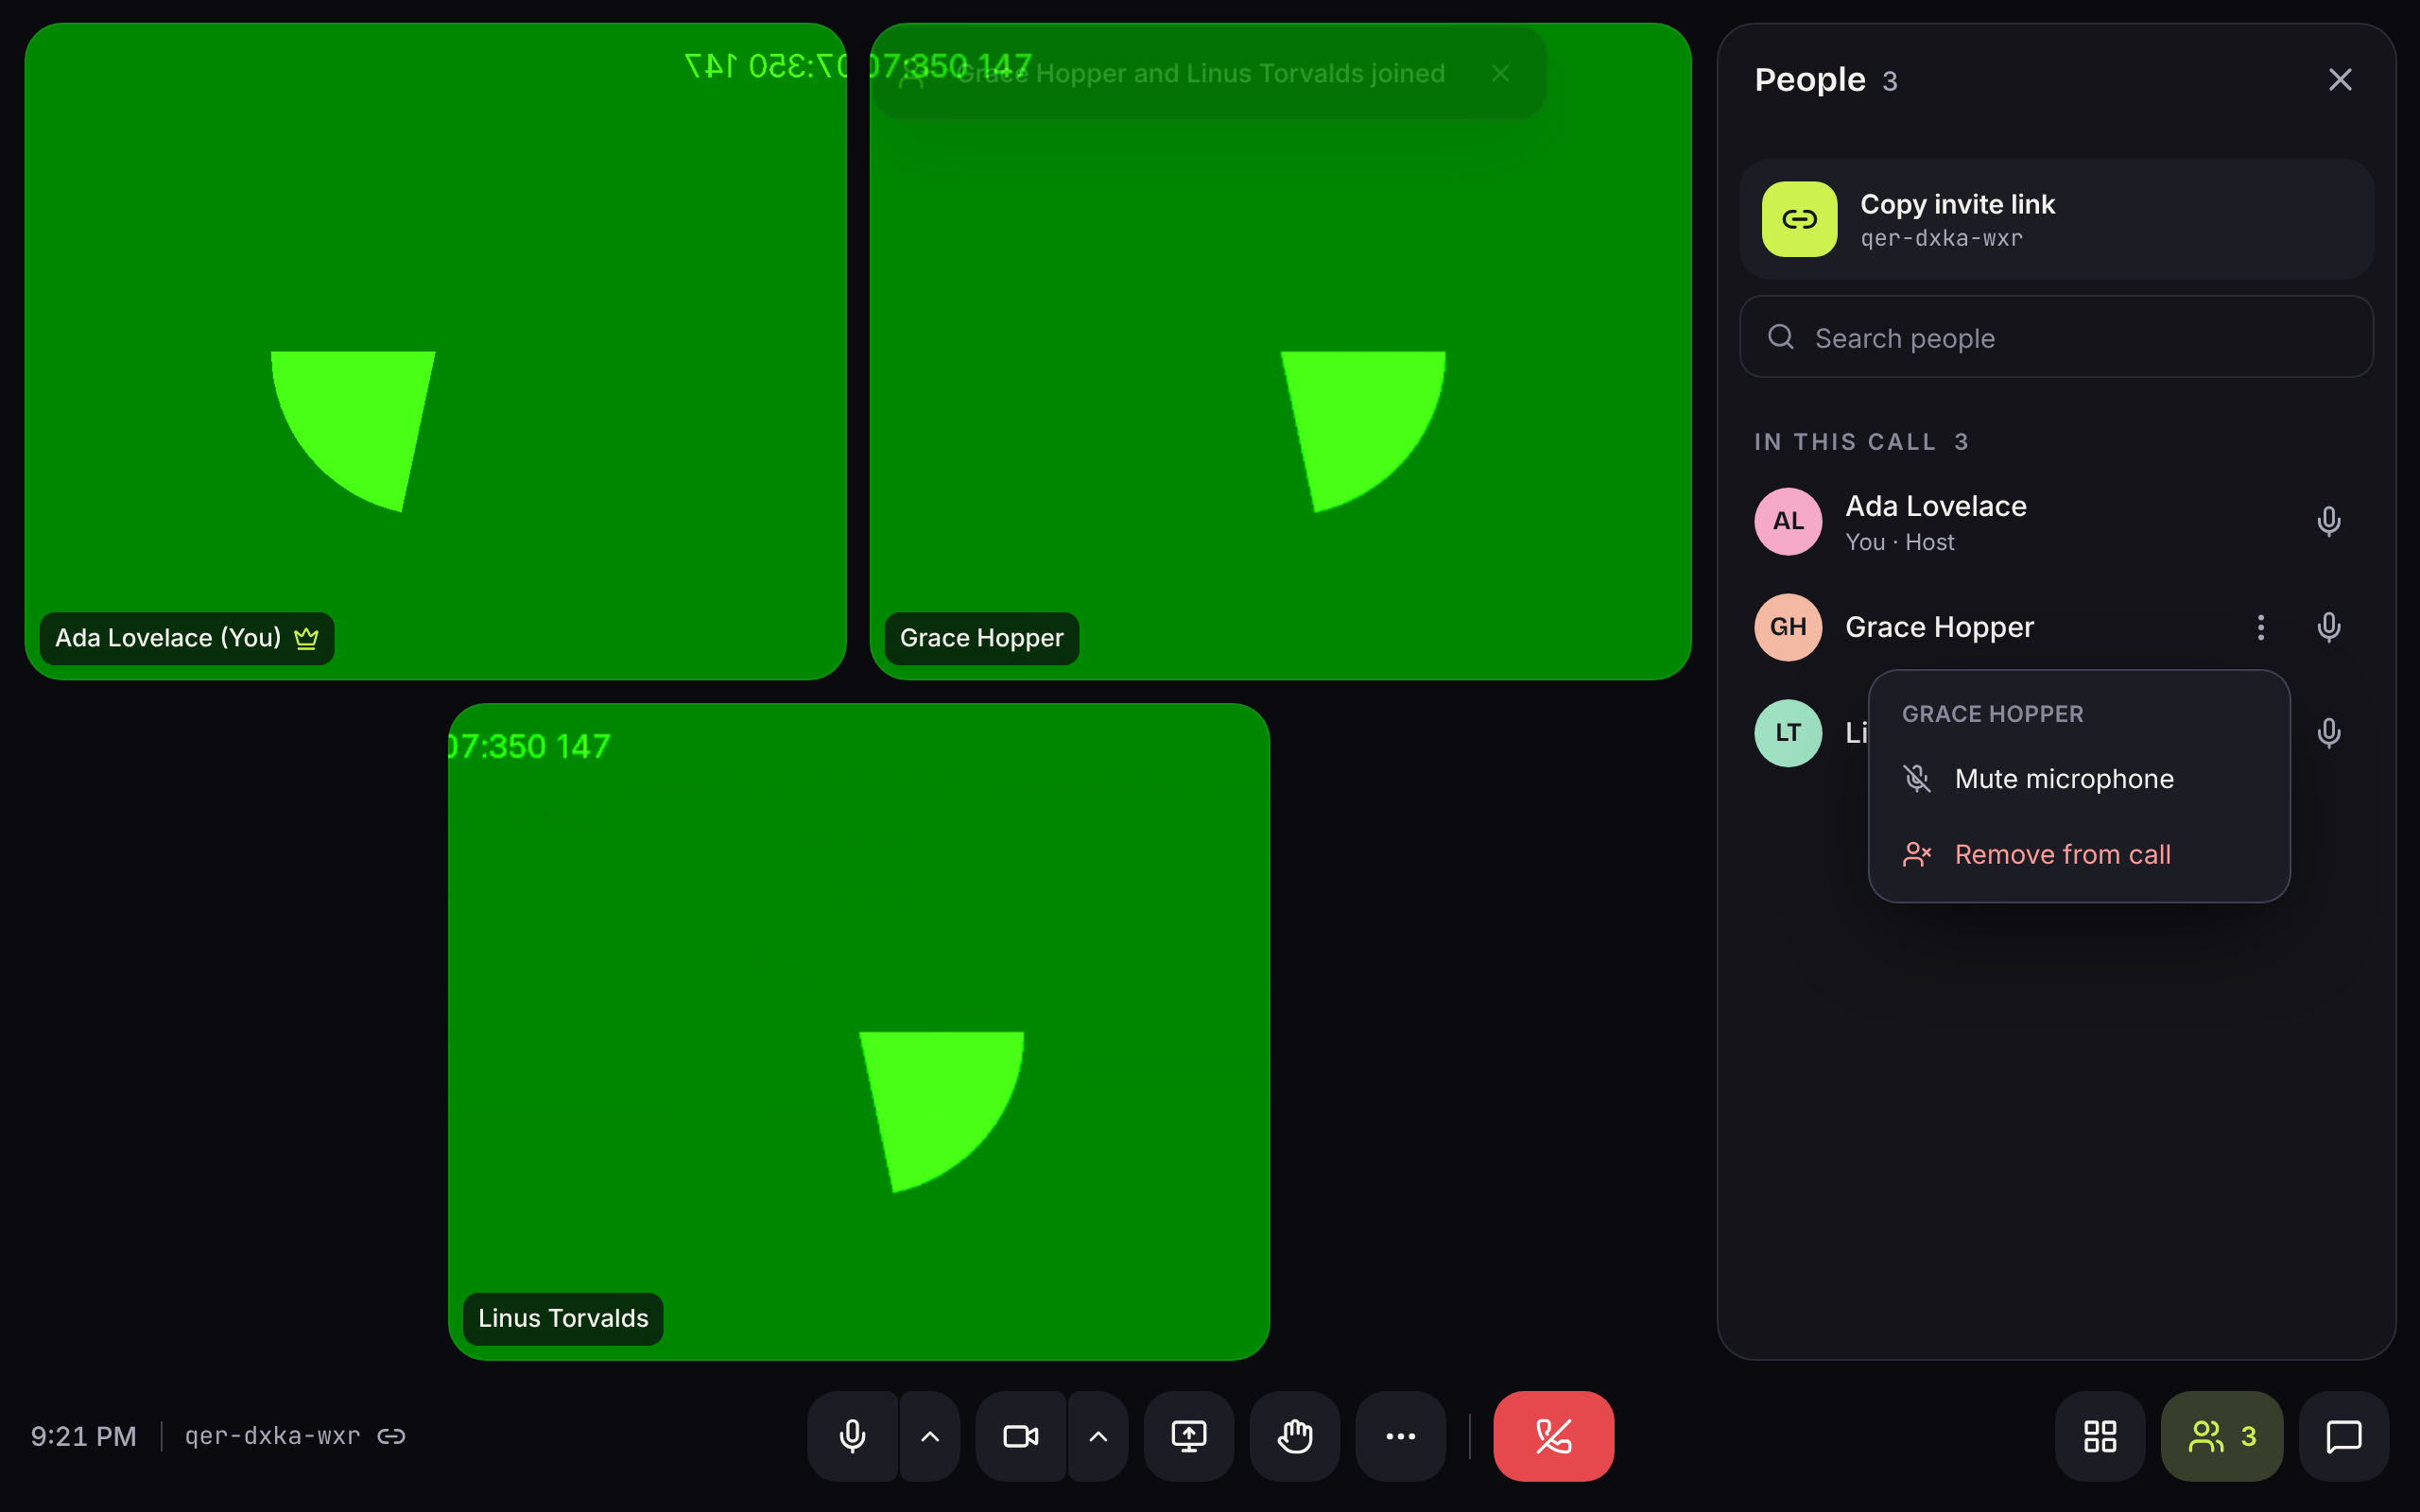 07:350 147
07:350 147
Grace Hopper and Linus Torvalds joined
Ada Lovelace (You)
Grace Hopper
07:350 147
Linus Torvalds
People 3
Copy invite link
qer-dxka-wxr
Search people
IN THIS CALL 3
AL
Ada Lovelace
You · Host
GH
Grace Hopper
LT
Li
GRACE HOPPER
Mute microphone
Remove from call
9:21 PM
qer-dxka-wxr
3